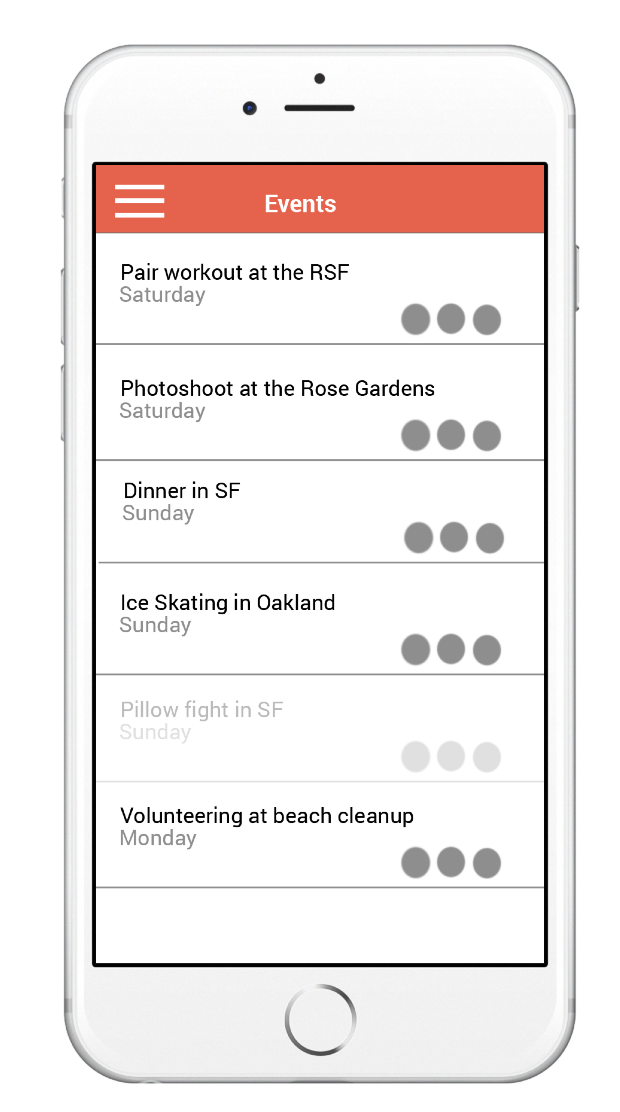 Events
Pair workout at the RSF
Saturday
Photoshoot at the Rose Gardens
Saturday
Dinner in SF
Sunday
Ice Skating in Oakland
Sunday
Pillow fight in SF
Sunday
Volunteering at beach cleanup
Monday